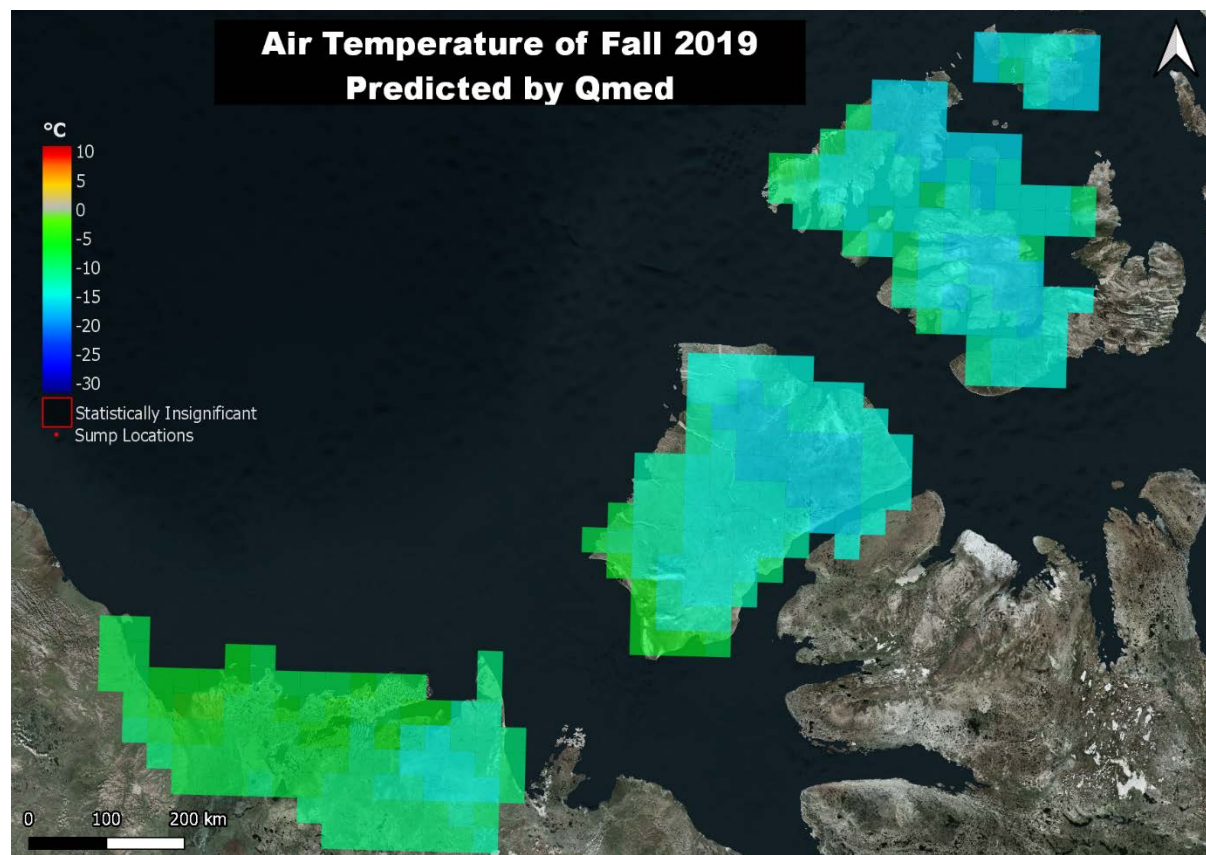 Air Temperature of Fall 2019
Predicted by Qmed
°C
10
5
0
-5
-10
-15
-20
-25
-30
Statistically Insignificant
Sump Locations
0 100 200 km